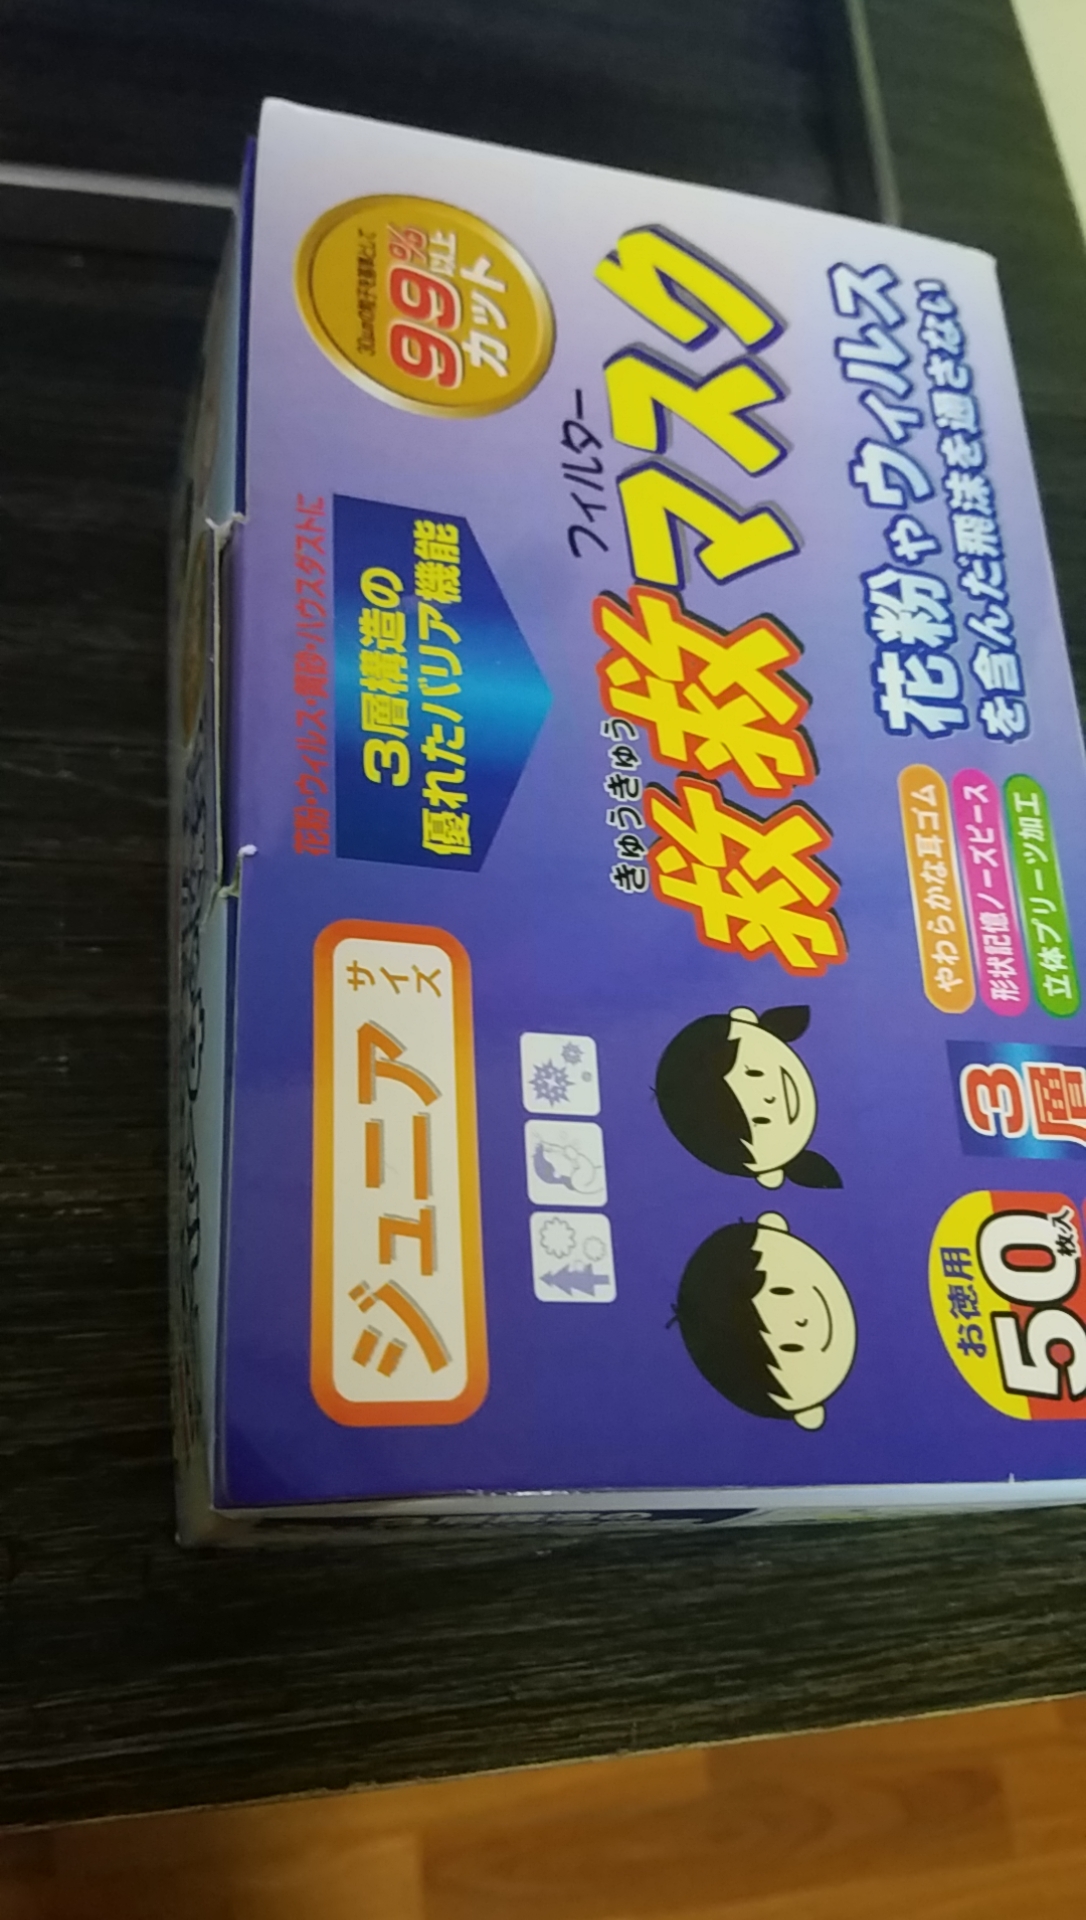 ジュニア
サイズ
花粉・ウィルス・黄砂・ハウスダストに
3層構造の
優れたバリア機能
99%以上
カット
フィルター
きゅうきゅう
救救マスク
花粉やウィルス
を含んだ飛沫を通さない
やわらかな耳ゴム
形状記憶ノーズピース
立体プリーツ加工
3
層
お徳用
50枚入